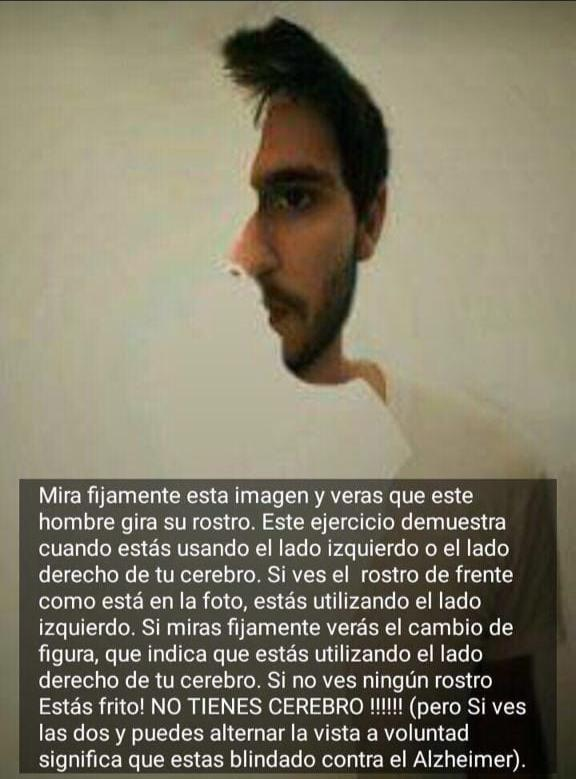 Mira fijamente esta imagen y veras que este
hombre gira su rostro. Este ejercicio demuestra
cuando estás usando el lado izquierdo o el lado
derecho de tu cerebro. Si ves el  rostro de frente
como está en la foto, estás utilizando el lado
izquierdo. Si miras fijamente verás el cambio de
figura, que indica que estás utilizando el lado
derecho de tu cerebro. Si no ves ningún rostro
Estás frito! NO TIENES CEREBRO !!!!!! (pero Si ves
las dos y puedes alternar la vista a voluntad
significa que estas blindado contra el Alzheimer).